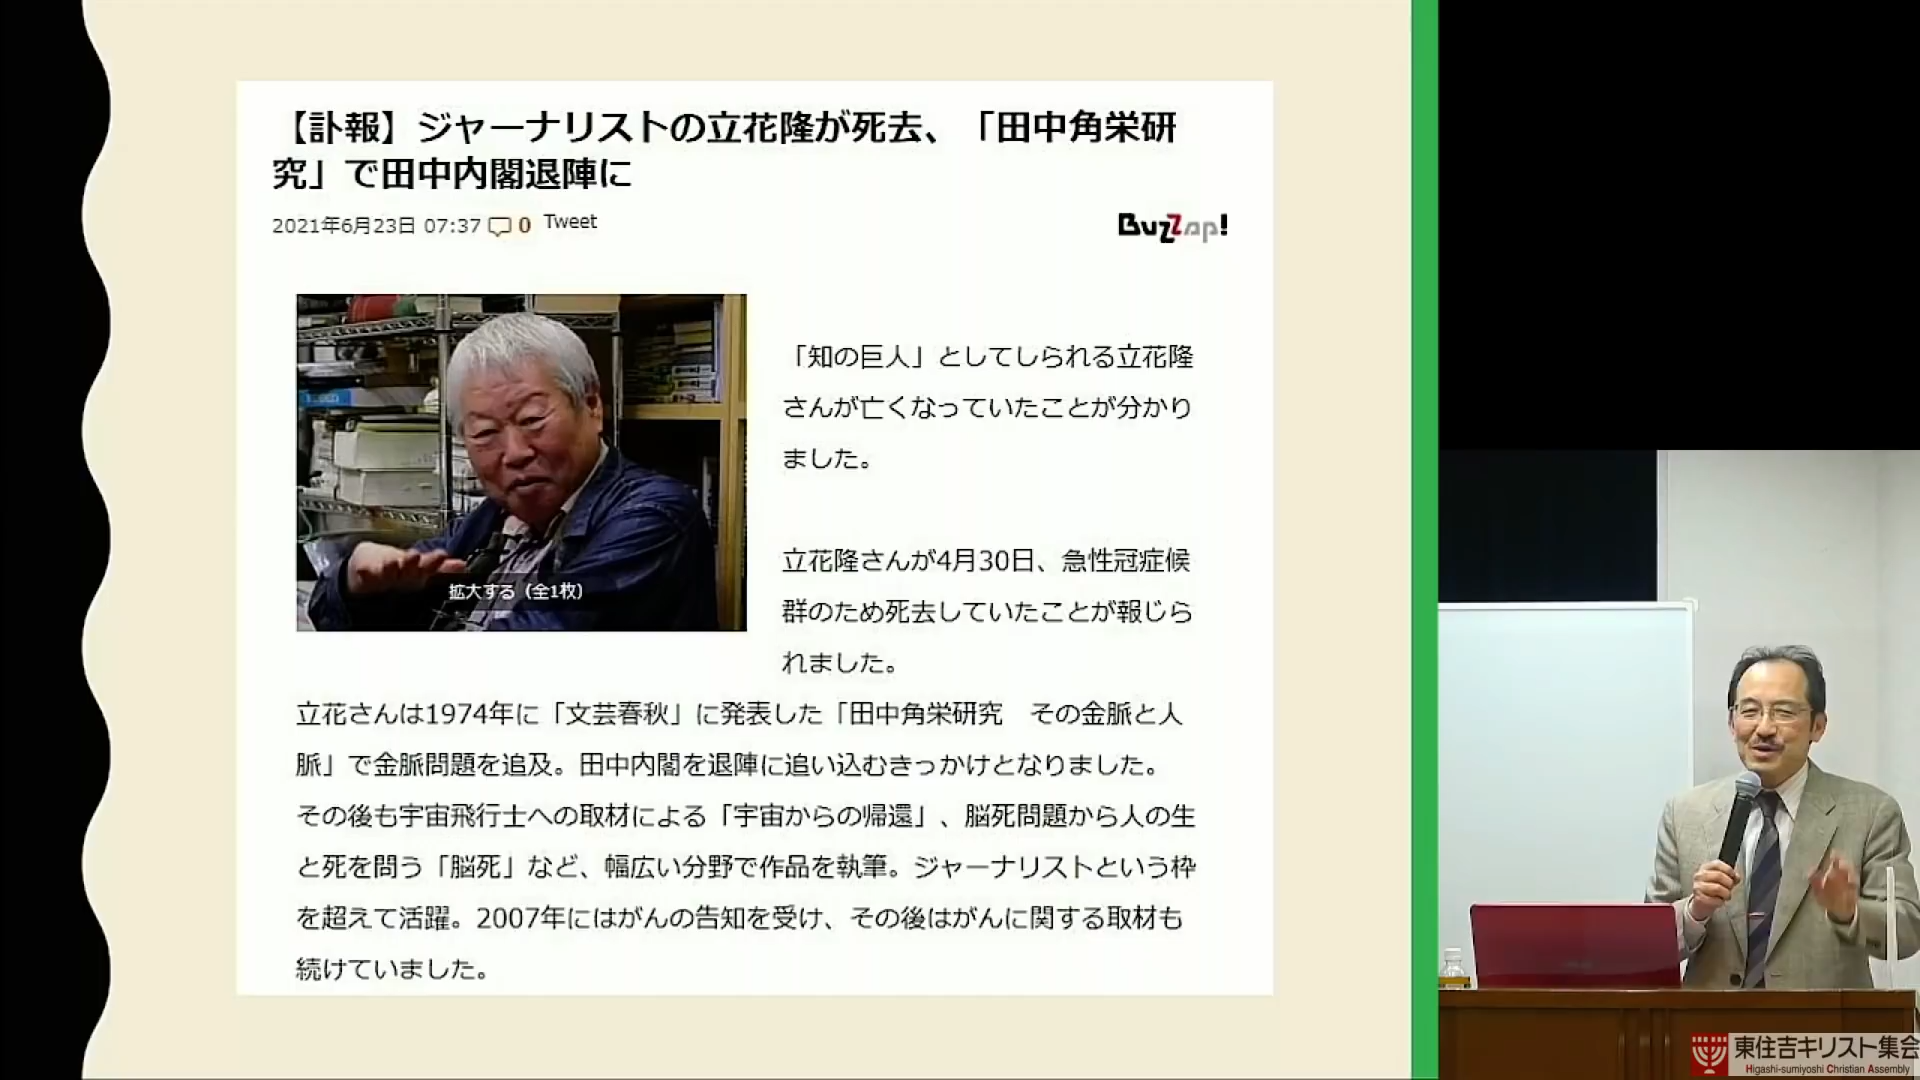 【訃報】ジャーナリストの立花隆が死去、「田中角栄研
究」で田中内閣退陣に
2021年6月23日 07:37 0 Tweet
BuzZap!
「知の巨人」としてしられる立花隆
さんが亡くなっていたことが分かり
ました。
立花隆さんが4月30日、急性冠症候
群のため死去していたことが報じら
れました。
拡大する（全1枚）
立花さんは1974年に「文芸春秋」に発表した「田中角栄研究　その金脈と人
脈」で金脈問題を追及。田中内閣を退陣に追い込むきっかけとなりました。
その後も宇宙飛行士への取材による「宇宙からの帰還」、脳死問題から人の生
と死を問う「脳死」など、幅広い分野で作品を執筆。ジャーナリストという枠
を超えて活躍。2007年にはがんの告知を受け、その後はがんに関する取材も
続けていました。
東住吉キリスト集会
Higashi-sumiyoshi Christian Assembly